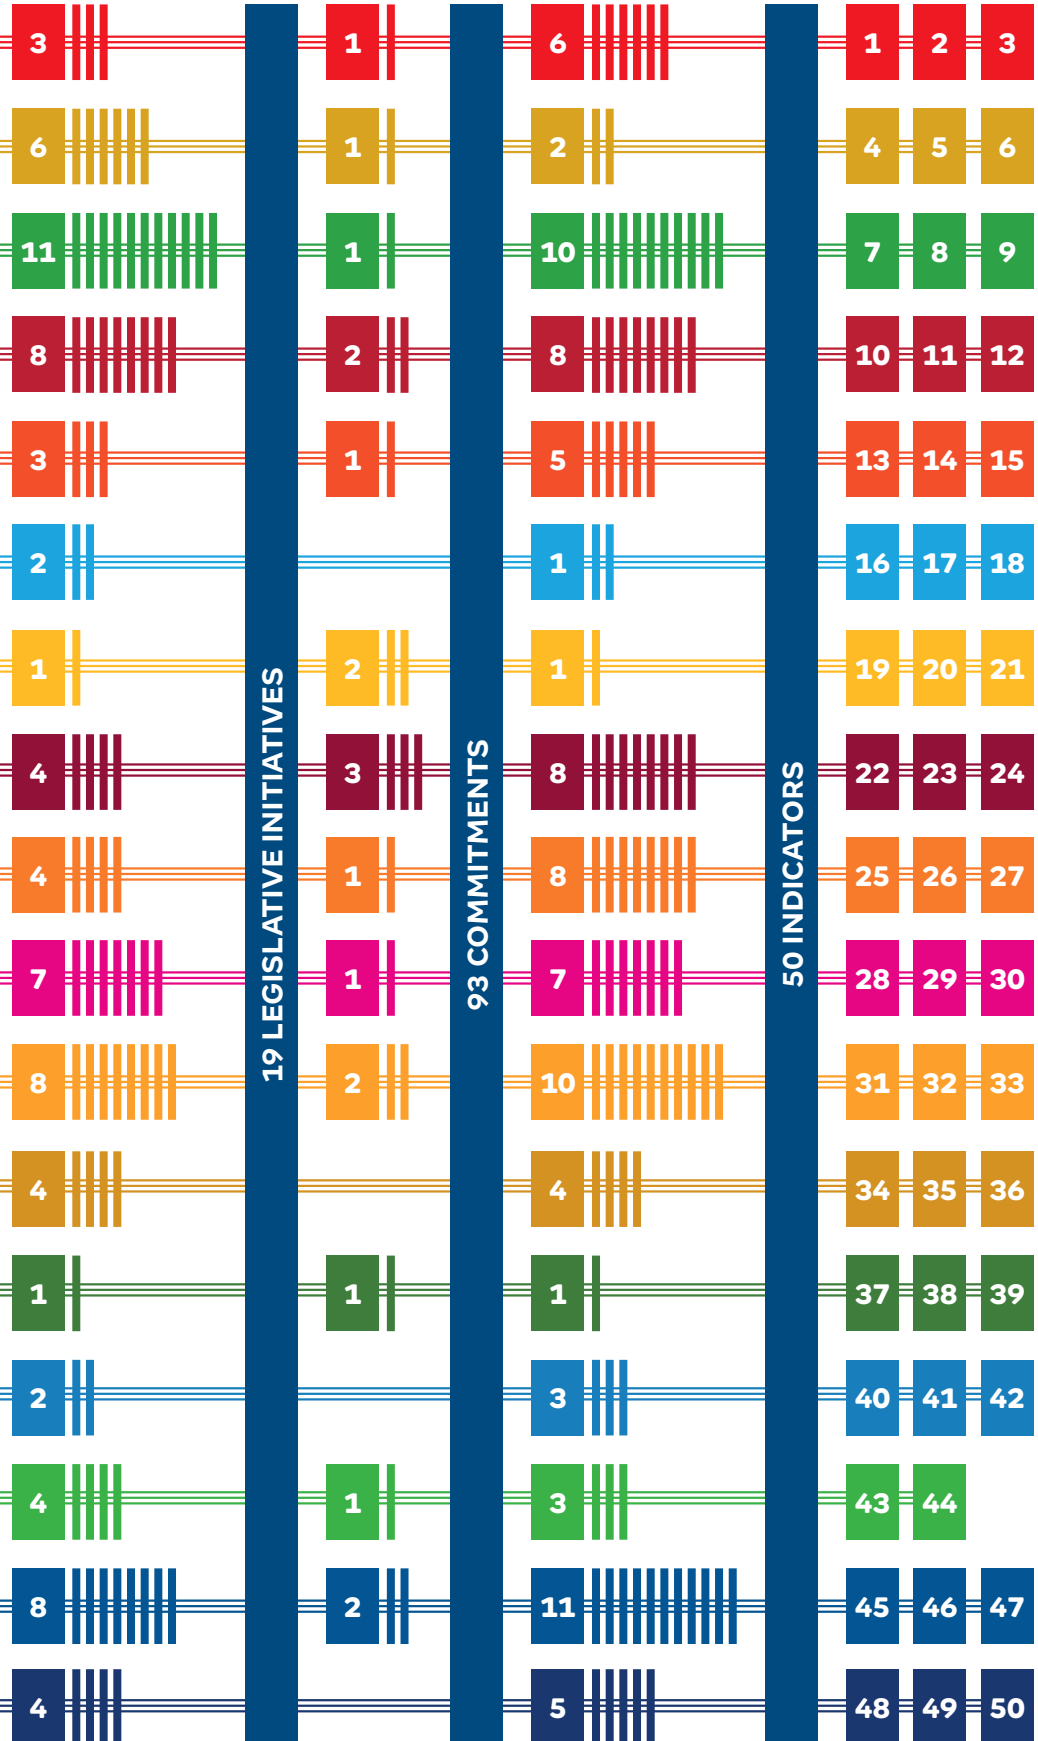 3 1 6 1 2 3
6 1 2 4 5 6
11 1 10 7 8 9
8 2 8 10 11 12
3 1 5 13 14 15
2 1 16 17 18
1 2 1 19 20 21
4 3 8 22 23 24
4 1 8 25 26 27
7 1 7 28 29 30
8 2 10 31 32 33
4 4 34 35 36
1 1 1 37 38 39
2 3 40 41 42
4 1 3 43 44
8 2 11 45 46 47
4 5 48 49 50
19 LEGISLATIVE INITIATIVES
93 COMMITMENTS
50 INDICATORS